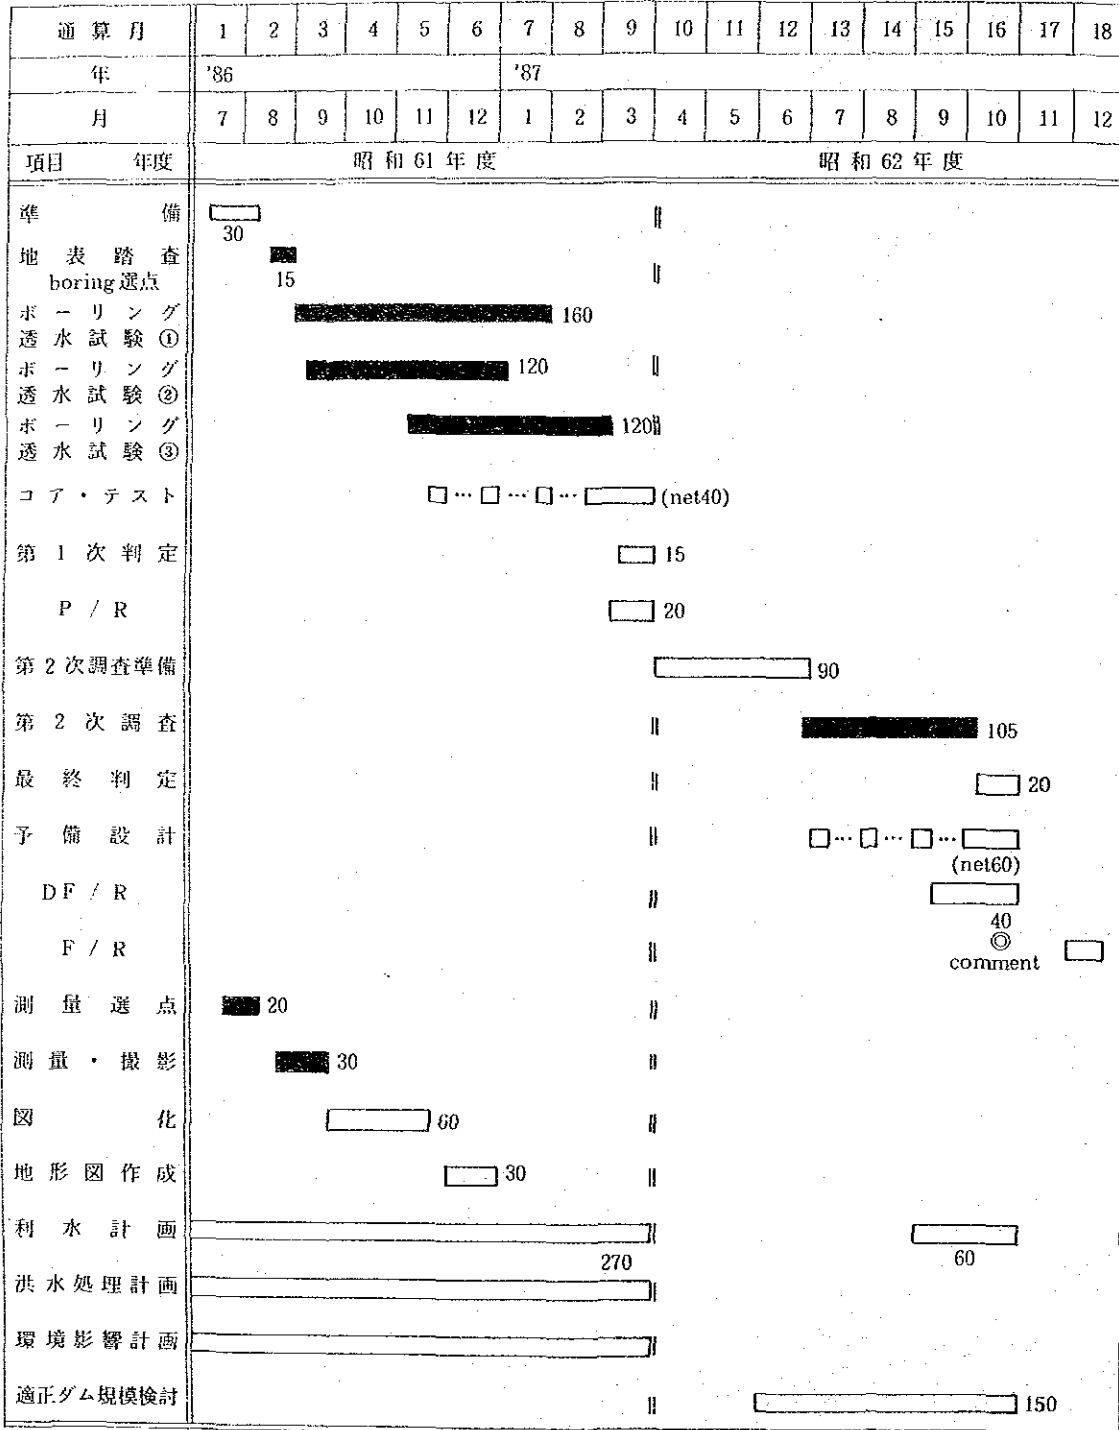 通算月 1 2 3 4 5 6 7 8 9 10 11 12 13 14 15 16 17 18
年 '86 '87
月 7 8 9 10 11 12 1 2 3 4 5 6 7 8 9 10 11 12
項目 年度 昭和61年度 昭和62年度
準備
30
地表踏査
boring選点 15
ボーリング 160
透水試験①
ボーリング 120
透水試験②
ボーリング 120
透水試験③
コア・テスト … … … (net40)
第1次判定 15
P/R 20
第2次調査準備 90
第2次調査 105
最終判定 20
予備設計 … … …
(net60)
DF/R
40
F/R ◎
comment
測量選点 20
測量・撮影 30
図化 60
地形図作成 30
利水計画
270 60
洪水処理計画
環境影響計画
適正ダム規模検討 150